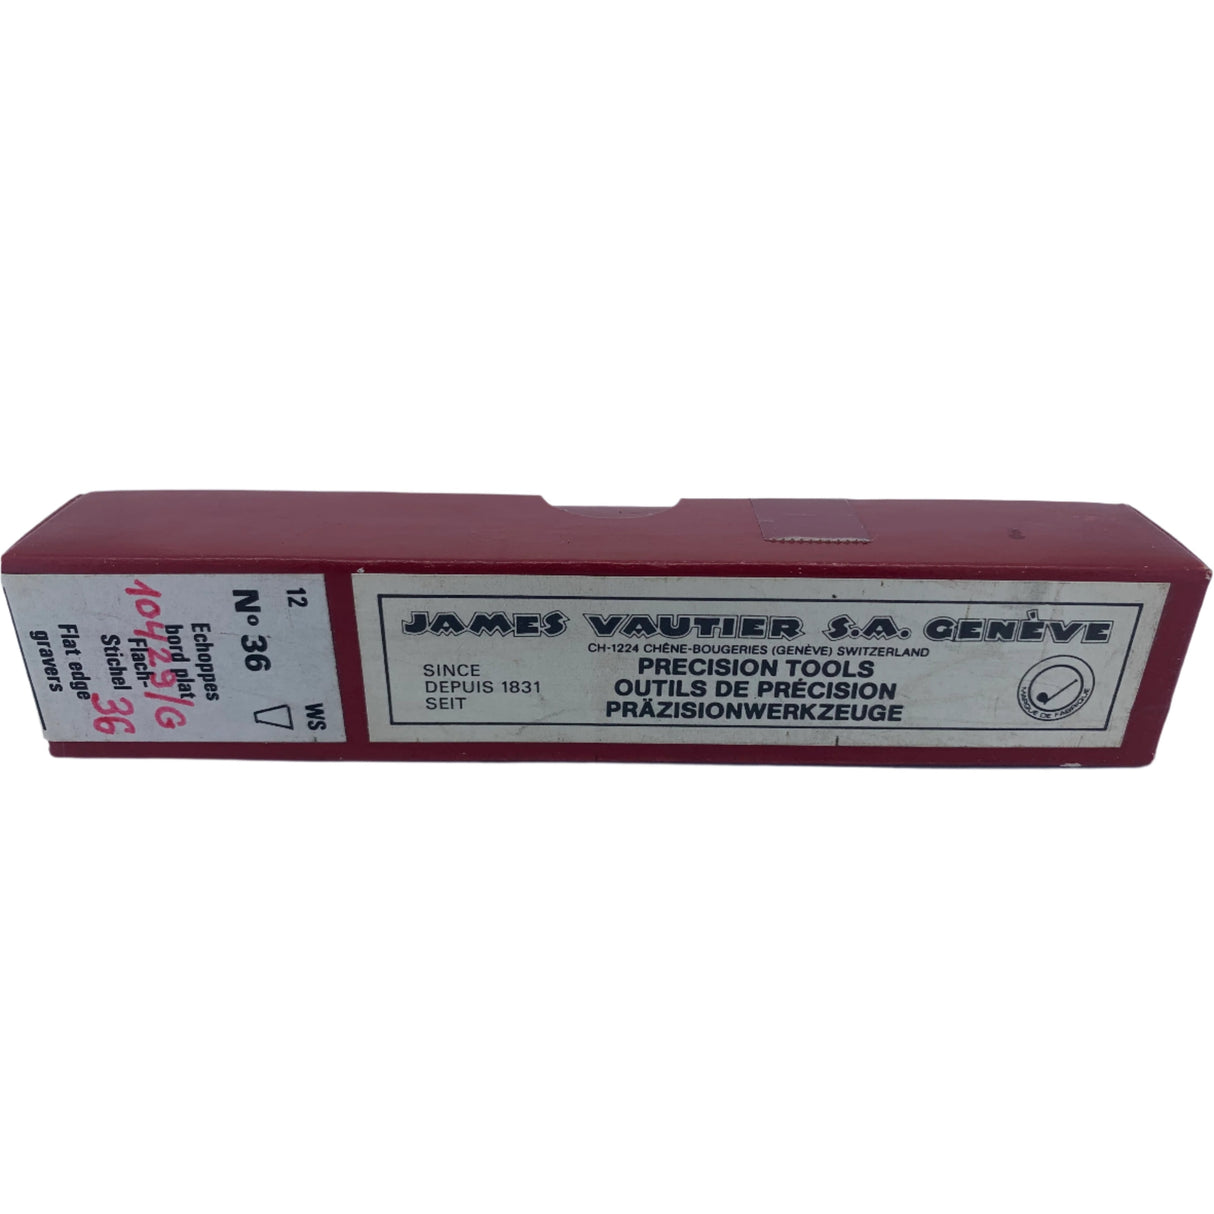 JAMES VAUTIER S.A. GENÈVE
CH-1224 CHÊNE-BOUGERIES (GENÈVE) SWITZERLAND
SINCE
DEPUIS 1831
SEIT
PRECISION TOOLS
OUTILS DE PRÉCISION
PRÄZISIONWERKZEUGE
MARQUE DE FABRIQUE
12 WS
No 36
Echoppes
bord plat
Flach-
Stichel
Flat edge
gravers
10429/G
36